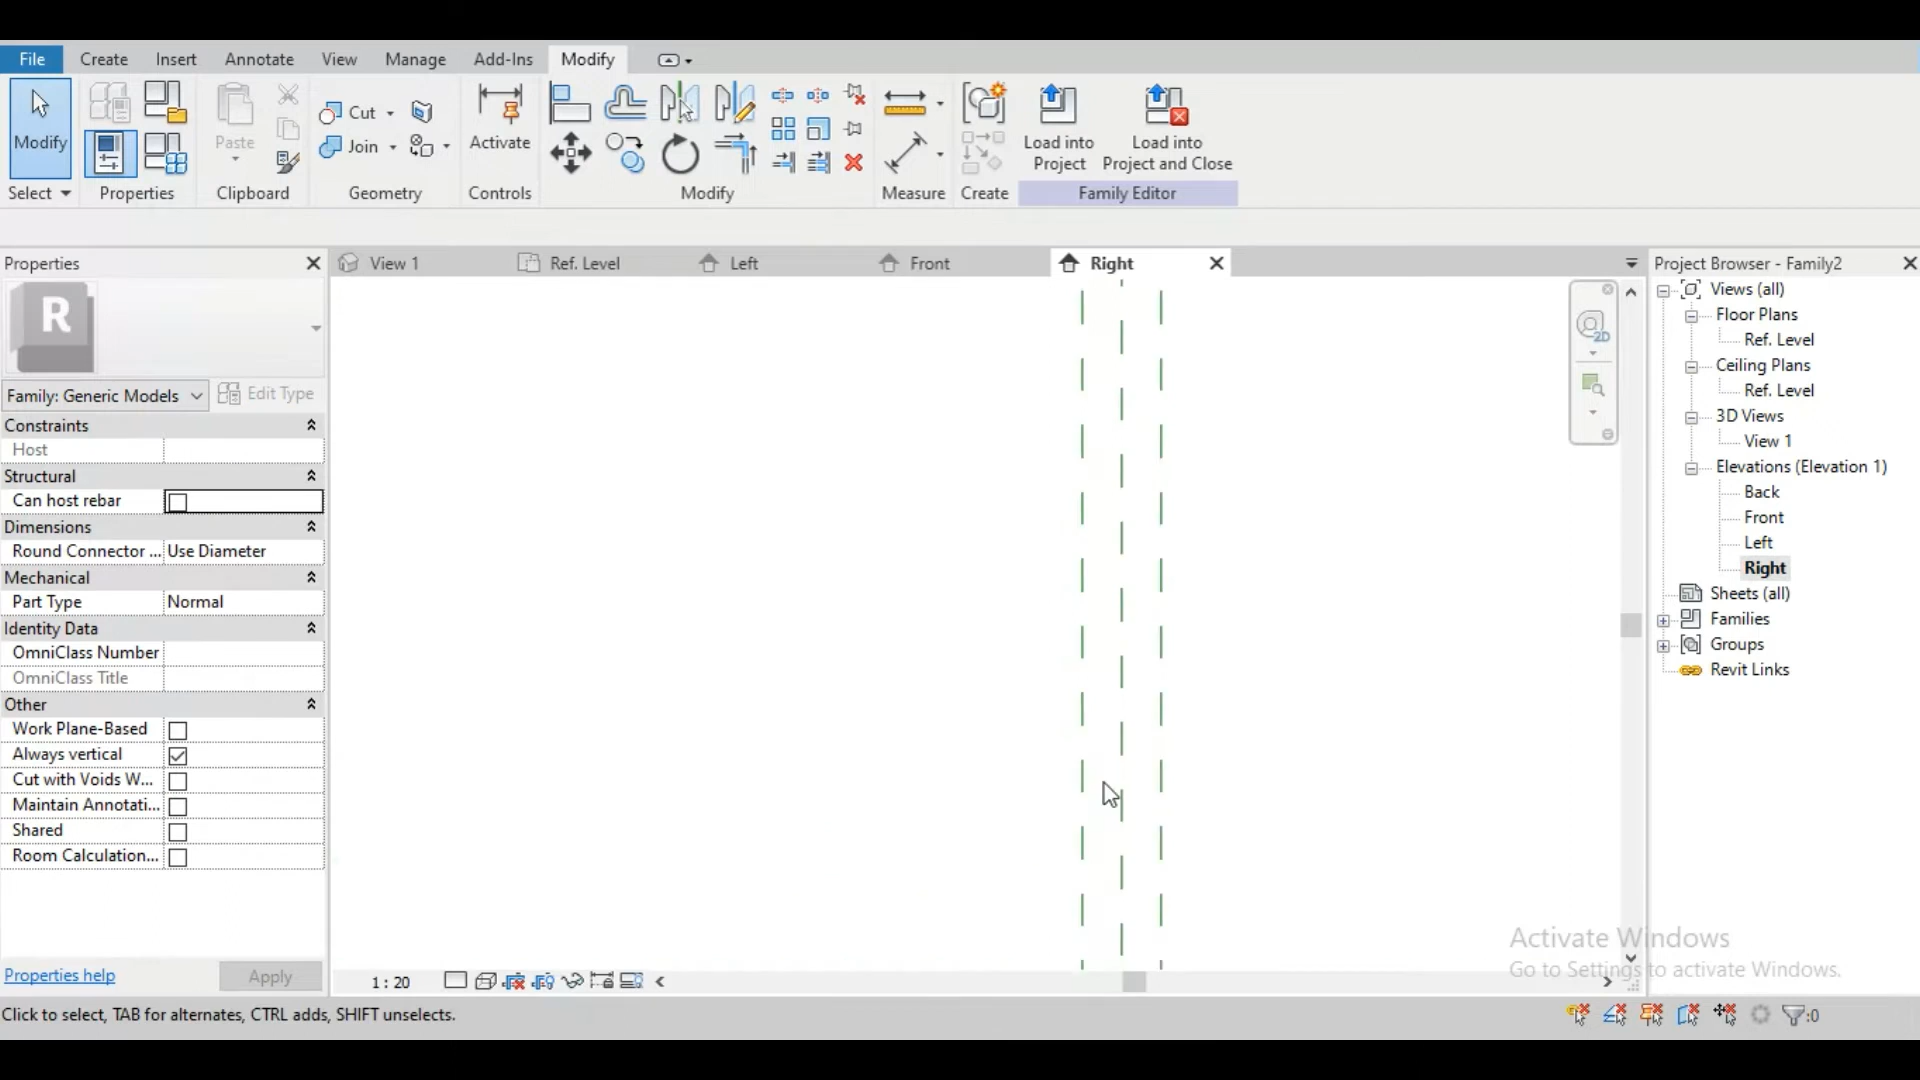 File Create Insert Annotate View Manage Add-Ins Modify
Modify
Select
Properties
Paste
Clipboard
Cut
Join
Geometry
Activate
Controls
Modify
Measure
Create
Load into
Project
Load into
Project and Close
Family Editor
Properties
R
Family: Generic Models
Edit Type
Constraints
Host
Structural
Can host rebar
Dimensions
Round Connector ... Use Diameter
Mechanical
Part Type Normal
Identity Data
OmniClass Number
OmniClass Title
Other
Work Plane-Based
Always vertical
Cut with Voids W...
Maintain Annotati...
Shared
Room Calculation...
Properties help
Apply
View 1 Ref. Level Left Front Right
2D
1 : 20
Project Browser - Family2
Views (all)
Floor Plans
Ref. Level
Ceiling Plans
Ref. Level
3D Views
View 1
Elevations (Elevation 1)
Back
Front
Left
Right
Sheets (all)
Families
Groups
Revit Links
Activate Windows
Go to Settings to activate Windows.
Click to select, TAB for alternates, CTRL adds, SHIFT unselects.
:0